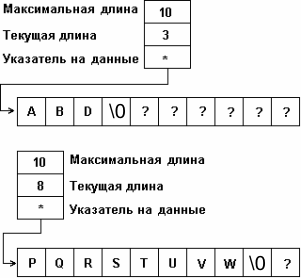 Максимальная длина 10
Текущая длина 3
Указатель на данные *
A B D \0 ? ? ? ? ? ?
10 Максимальная длина
8 Текущая длина
* Указатель на данные
P Q R S T U V W \0 ?